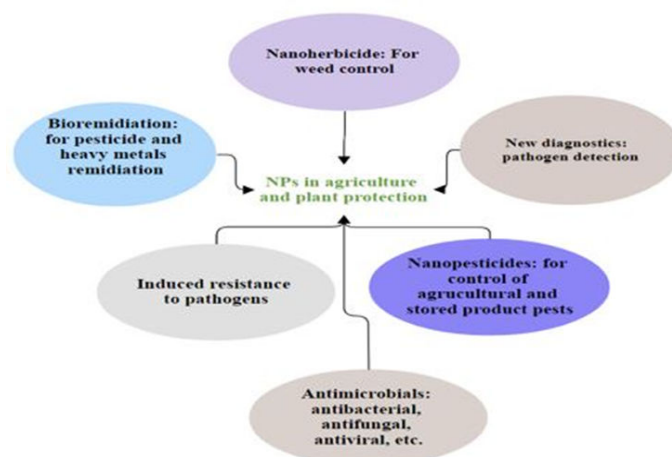 Nanoherbicide: For
weed control
Bioremidiation:
for pesticide and
heavy metals
remidiation
New diagnostics:
pathogen detection
NPs in agriculture
and plant protection
Induced resistance
to pathogens
Nanopesticides: for
control of
agrucultural and
stored product pests
Antimicrobials:
antibacterial,
antifungal,
antiviral, etc.